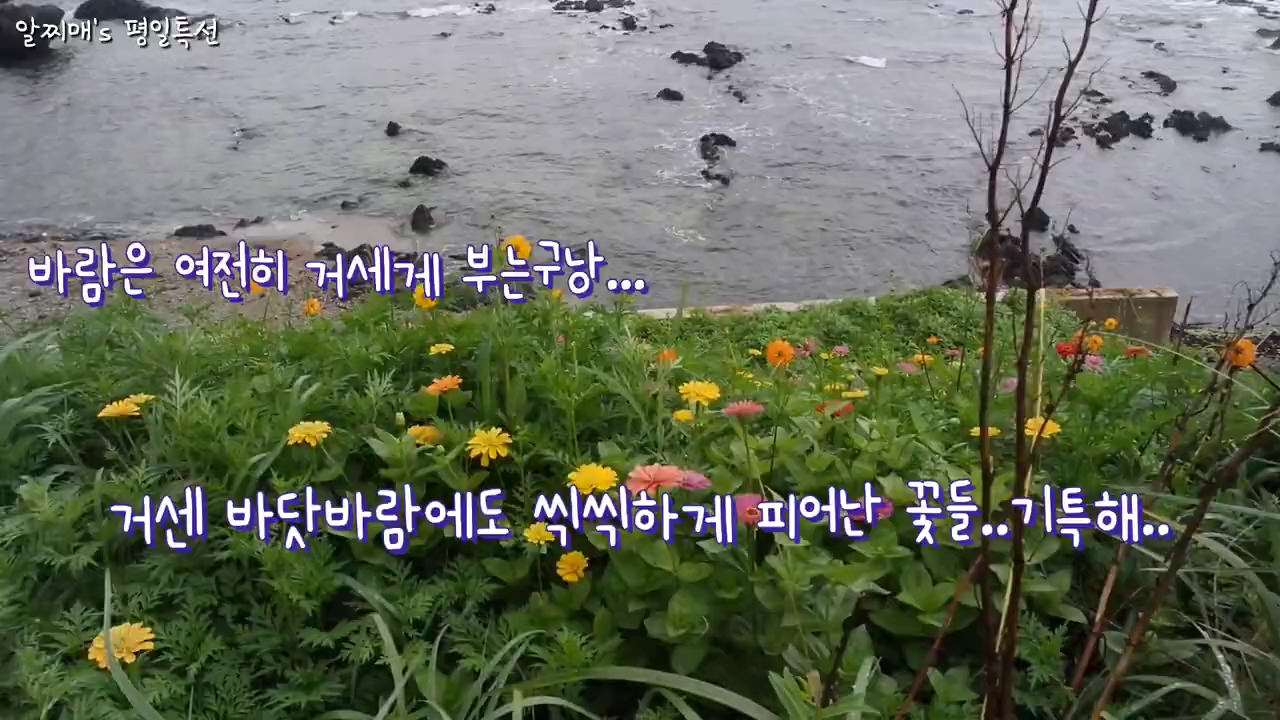 알찌매's 평일특선
바람은 여전히 거세게 부는구낭...
거센 바닷바람에도 씩씩하게 피어난 꽃들..기특해..